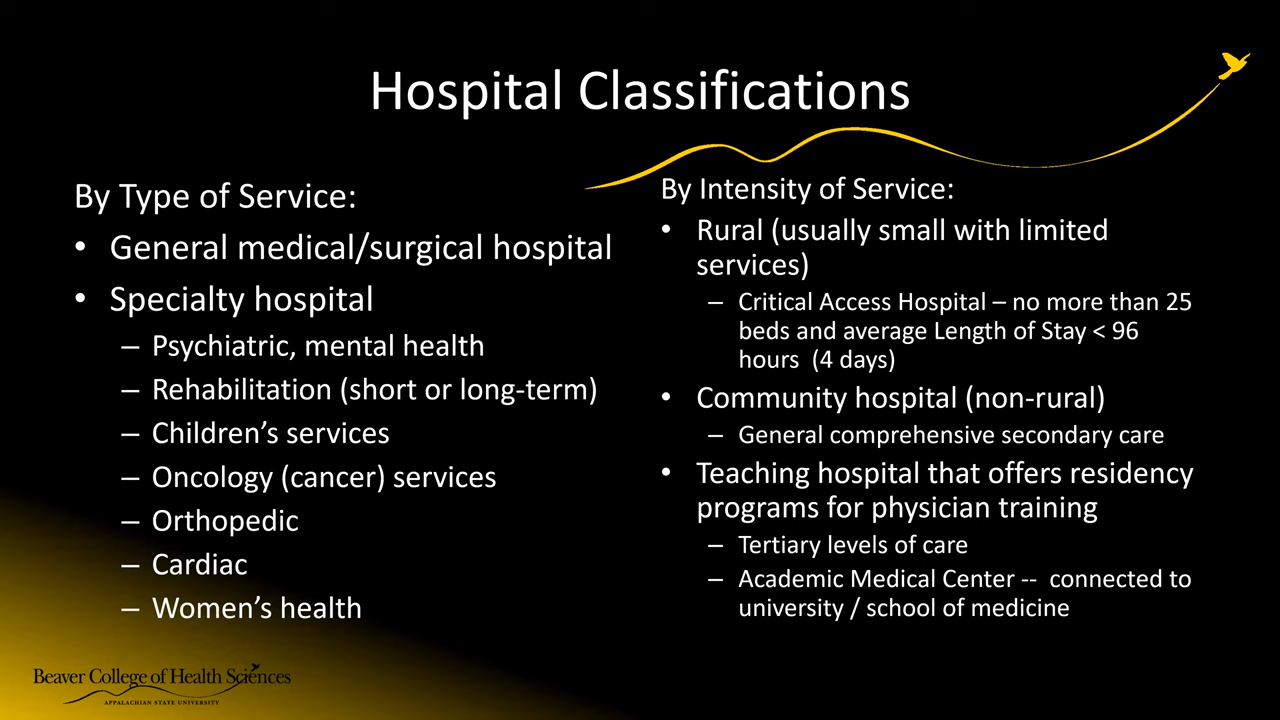 Hospital Classifications
By Type of Service:
• General medical/surgical hospital
• Specialty hospital
– Psychiatric, mental health
– Rehabilitation (short or long-term)
– Children’s services
– Oncology (cancer) services
– Orthopedic
– Cardiac
– Women’s health
By Intensity of Service:
• Rural (usually small with limited
services)
– Critical Access Hospital – no more than 25
beds and average Length of Stay < 96
hours  (4 days)
• Community hospital (non-rural)
– General comprehensive secondary care
• Teaching hospital that offers residency
programs for physician training
– Tertiary levels of care
– Academic Medical Center --  connected to
university / school of medicine
Beaver College of Health Sciences
APPALACHIAN STATE UNIVERSITY